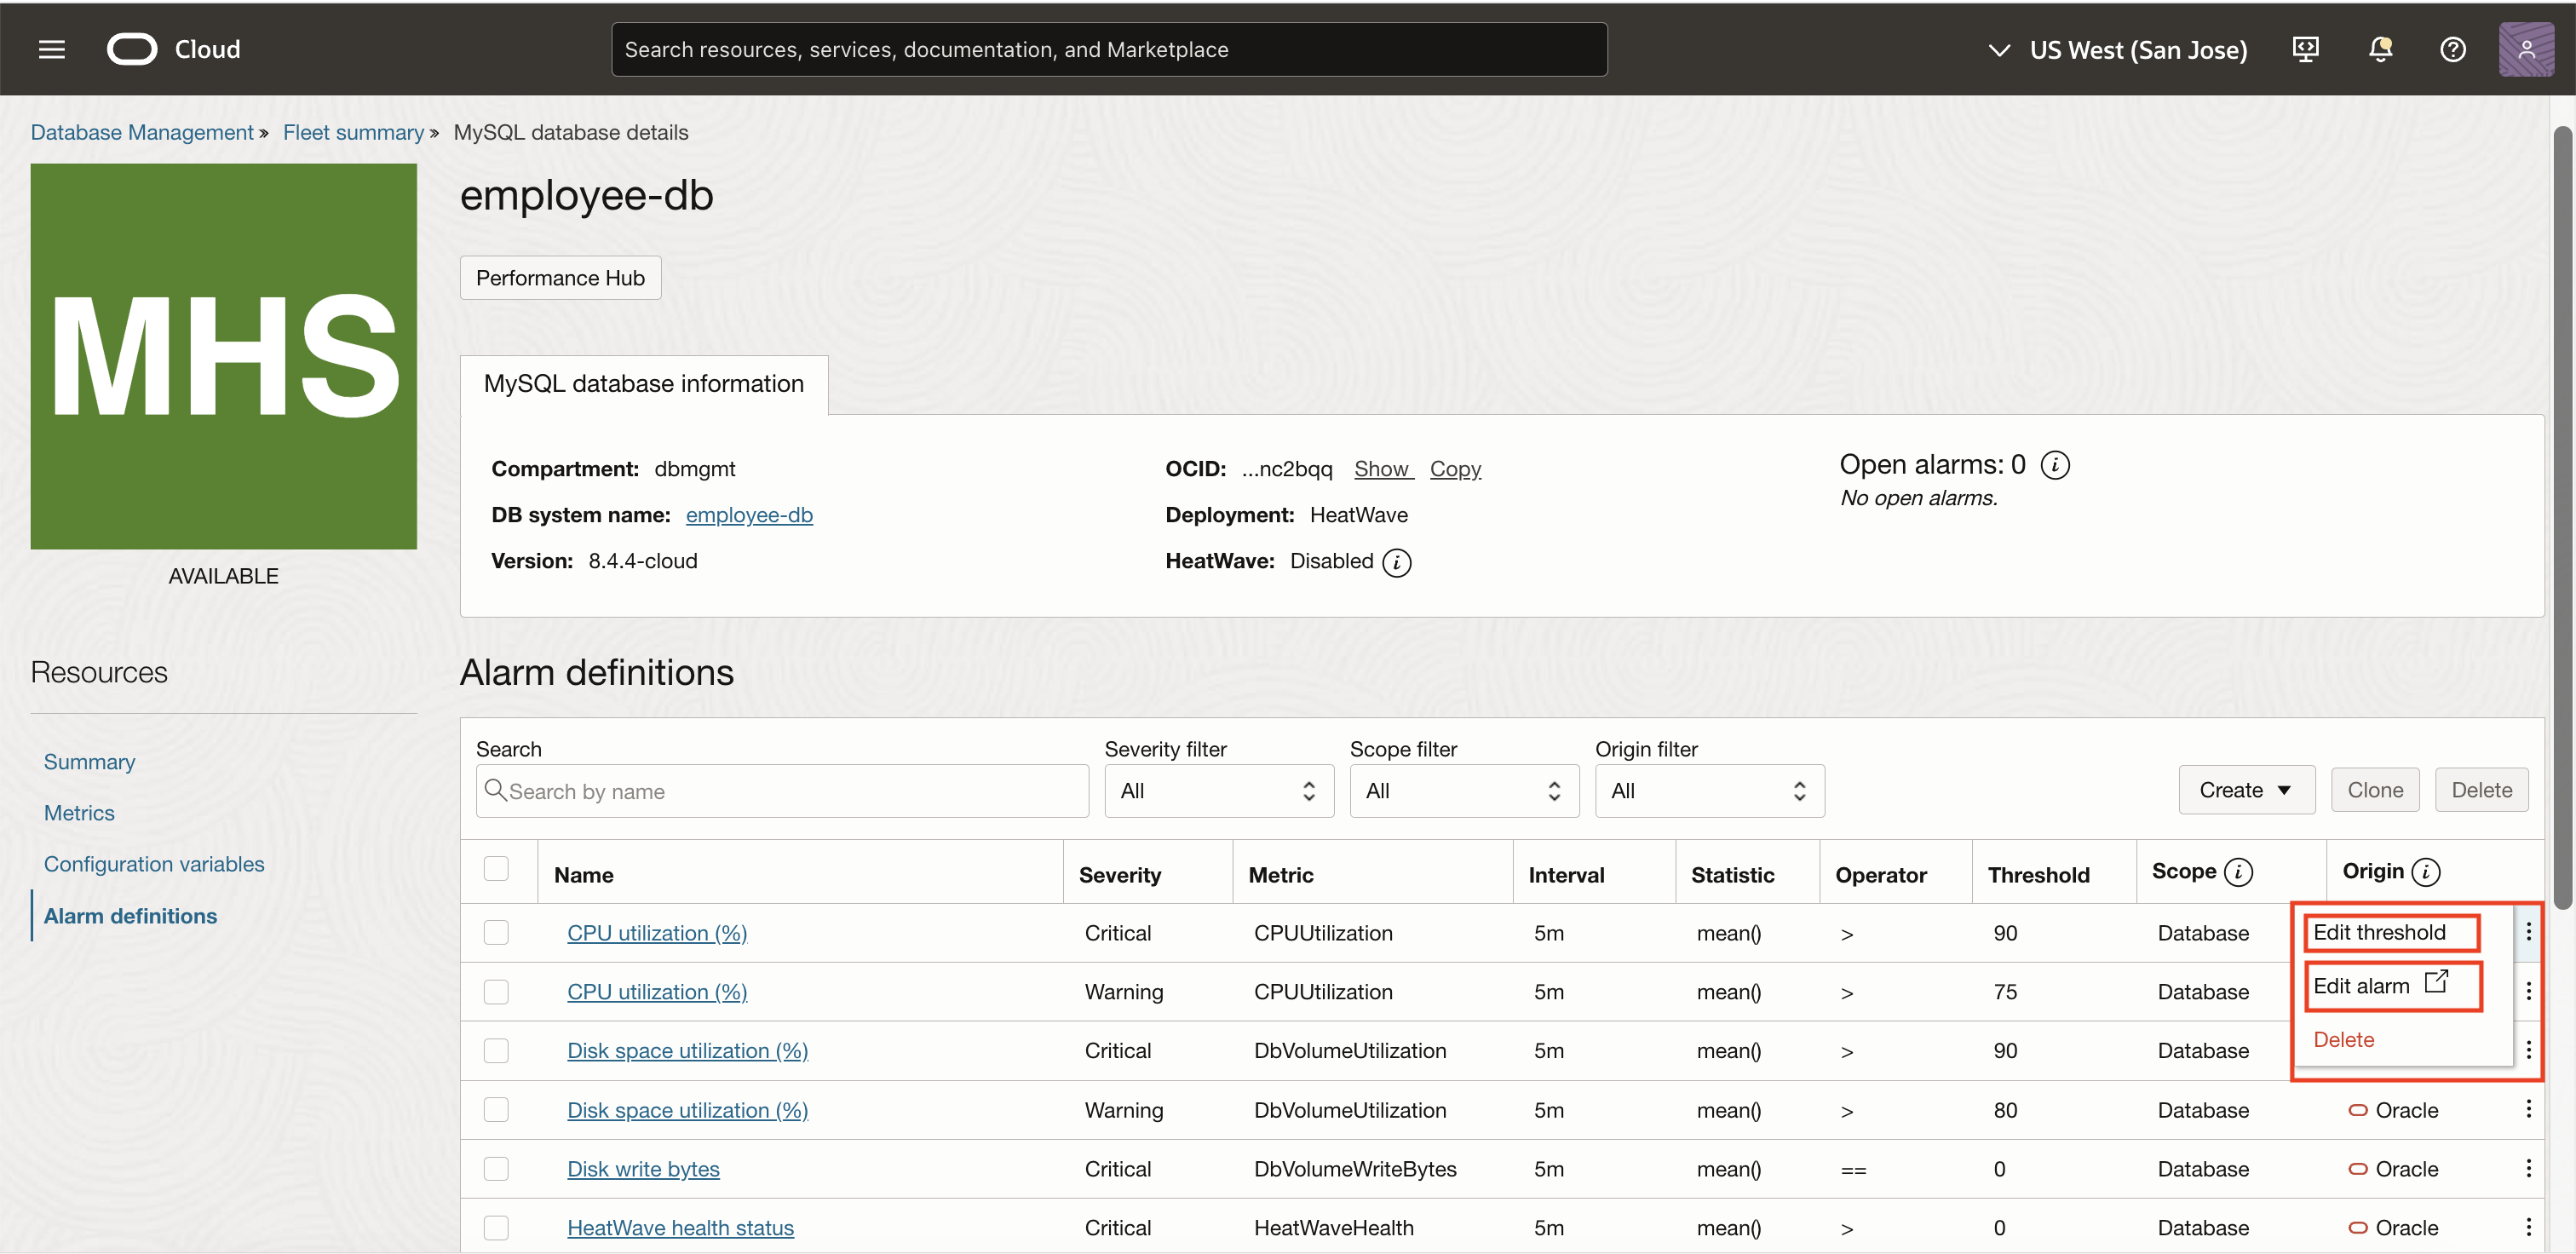 Cloud
Search resources, services, documentation, and Marketplace
US West (San Jose)
Database Management » Fleet summary » MySQL database details
MHS
AVAILABLE
employee-db
Performance Hub
MySQL database information
Compartment: dbmgmt
DB system name: employee-db
Version: 8.4.4-cloud
OCID: ...nc2bqq Show Copy
Deployment: HeatWave
HeatWave: Disabled
Open alarms: 0
No open alarms.
Resources
Summary
Metrics
Configuration variables
Alarm definitions
Alarm definitions
Search
Search by name
Severity filter
All
Scope filter
All
Origin filter
All
Create
Clone
Delete
Name Severity Metric Interval Statistic Operator Threshold Scope Origin
CPU utilization (%) Critical CPUUtilization 5m mean() > 90 Database
CPU utilization (%) Warning CPUUtilization 5m mean() > 75 Database
Disk space utilization (%) Critical DbVolumeUtilization 5m mean() > 90 Database
Edit threshold
Edit alarm
Delete
Disk space utilization (%) Warning DbVolumeUtilization 5m mean() > 80 Database Oracle
Disk write bytes Critical DbVolumeWriteBytes 5m mean() == 0 Database Oracle
HeatWave health status Critical HeatWaveHealth 5m mean() > 0 Database Oracle